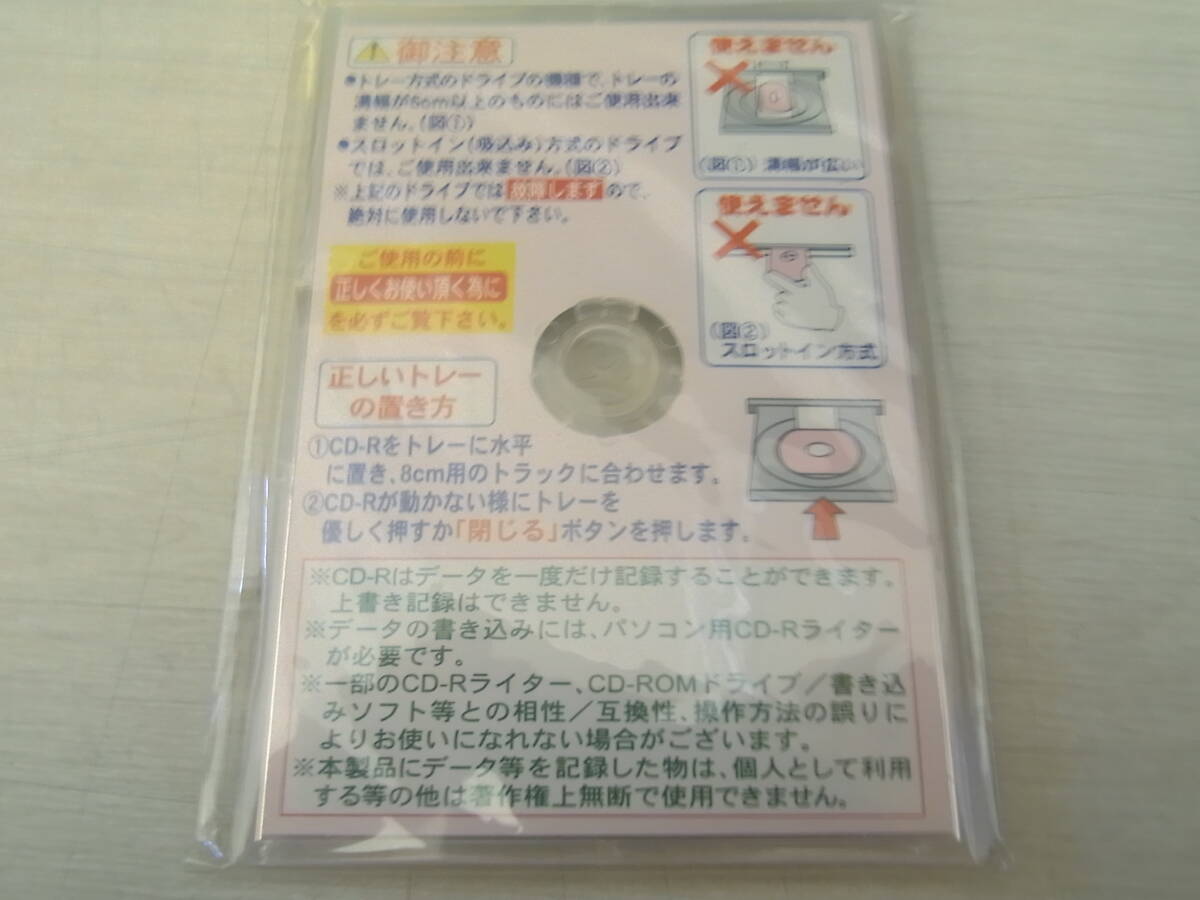 御注意
●トレー方式のドライブの機種で、トレーの
溝幅が5cm以上のものにはご使用出来
ません。(図①)
●スロットイン(吸込み)方式のドライブ
では、ご使用出来ません。(図②)
※上記のドライブでは故障しますので、
絶対に使用しないで下さい。
使えません
(図①) 溝幅が広い
使えません
(図②)
スロットイン方式
ご使用の前に
正しくお使い頂く為に
を必ずご覧下さい。
正しいトレー
の置き方
①CD-Rをトレーに水平
に置き、8cm用のトラックに合わせます。
②CD-Rが動かない様にトレーを
優しく押すか「閉じる」ボタンを押します。
※CD-Rはデータを一度だけ記録することができます。
上書き記録はできません。
※データの書き込みには、パソコン用CD-Rライター
が必要です。
※一部のCD-Rライター、CD-ROMドライブ/書き込
みソフト等との相性/互換性、操作方法の誤りに
よりお使いになれない場合がございます。
※本製品にデータ等を記録した物は、個人として利用
する等の他は著作権上無断で使用できません。